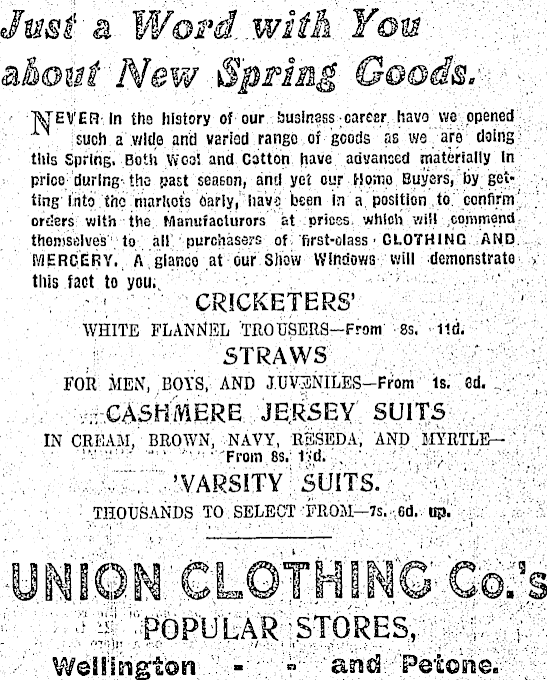 Just a Word with You
about New Spring Goods.
NEVER in the history of our business career have we opened
such a wide and varied range of goods as we are doing
this Spring. Both Wool and Cotton have advanced materially in
price during the past season, and yet our Home Buyers, by get-
ting into the markets early, have been in a position to confirm
orders with the Manufacturers at prices which will commend
themselves to all purchasers of first-class CLOTHING AND
MERCERY. A glance at our Show Windows will demonstrate
this fact to you.
CRICKETERS'
WHITE FLANNEL TROUSERS—From 8s. 11d.
STRAWS
FOR MEN, BOYS, AND JUVENILES—From 1s. 6d.
CASHMERE JERSEY SUITS
IN CREAM, BROWN, NAVY, RESEDA, AND MYRTLE—
From 8s. 11d.
'VARSITY SUITS.
THOUSANDS TO SELECT FROM—7s. 6d. up.
UNION CLOTHING Co.'s
POPULAR STORES,
Wellington - - and Petone.